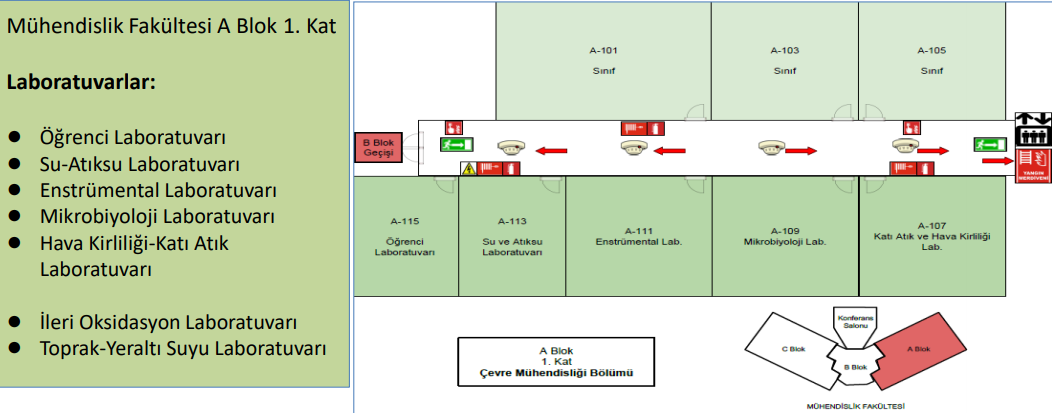 Mühendislik Fakültesi A Blok 1. Kat
Laboratuvarlar:
● Öğrenci Laboratuvarı
● Su-Atıksu Laboratuvarı
● Enstrümental Laboratuvarı
● Mikrobiyoloji Laboratuvarı
● Hava Kirliliği-Katı Atık
Laboratuvarı
● İleri Oksidasyon Laboratuvarı
● Toprak-Yeraltı Suyu Laboratuvarı
A-101
Sınıf
A-103
Sınıf
A-105
Sınıf
B Blok
Geçişi
YANGIN
MERDİVENİ
A-115
Öğrenci
Laboratuvarı
A-113
Su ve Atıksu
Laboratuvarı
A-111
Enstrümental Lab.
A-109
Mikrobiyoloji Lab.
A-107
Katı Atık ve Hava Kirliliği
Lab.
A Blok
1. Kat
Çevre Mühendisliği Bölümü
Konferans
Salonu
C Blok
B Blok
A Blok
MÜHENDİSLİK FAKÜLTESİ